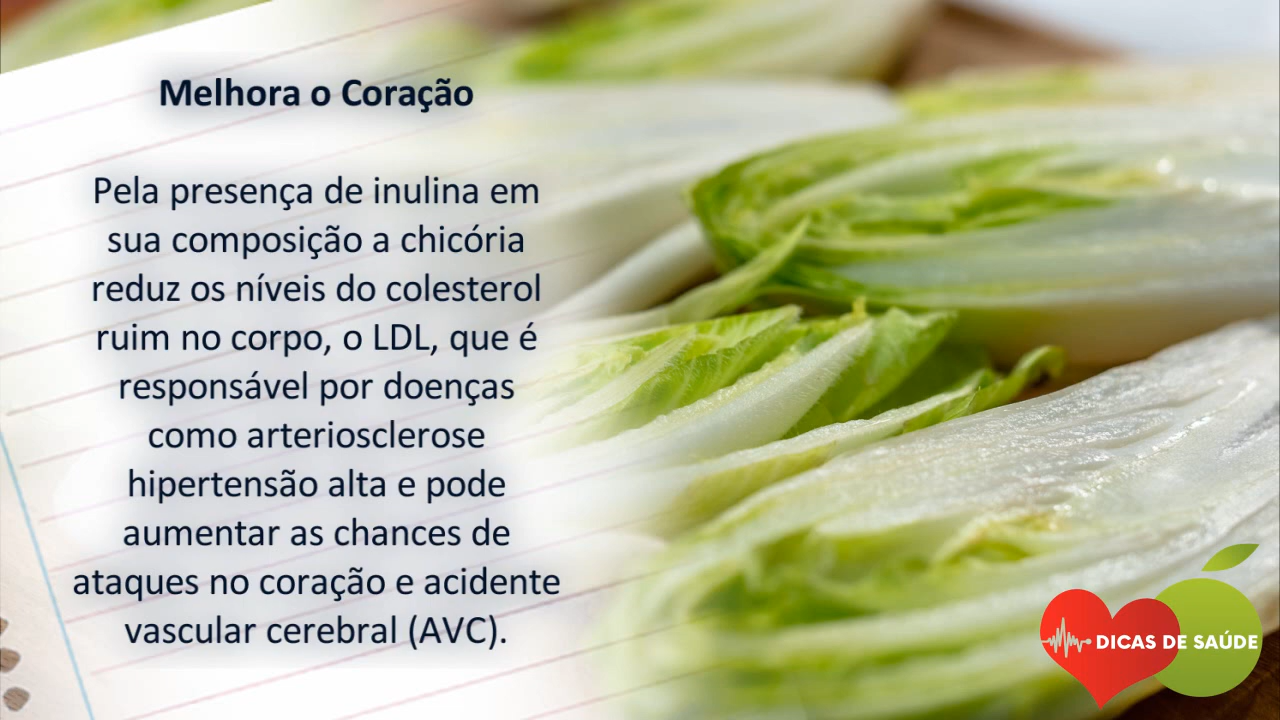 Melhora o Coração
Pela presença de inulina em
sua composição a chicória
reduz os níveis do colesterol
ruim no corpo, o LDL, que é
responsável por doenças
como arteriosclerose
hipertensão alta e pode
aumentar as chances de
ataques no coração e acidente
vascular cerebral (AVC).
DICAS DE SAÚDE